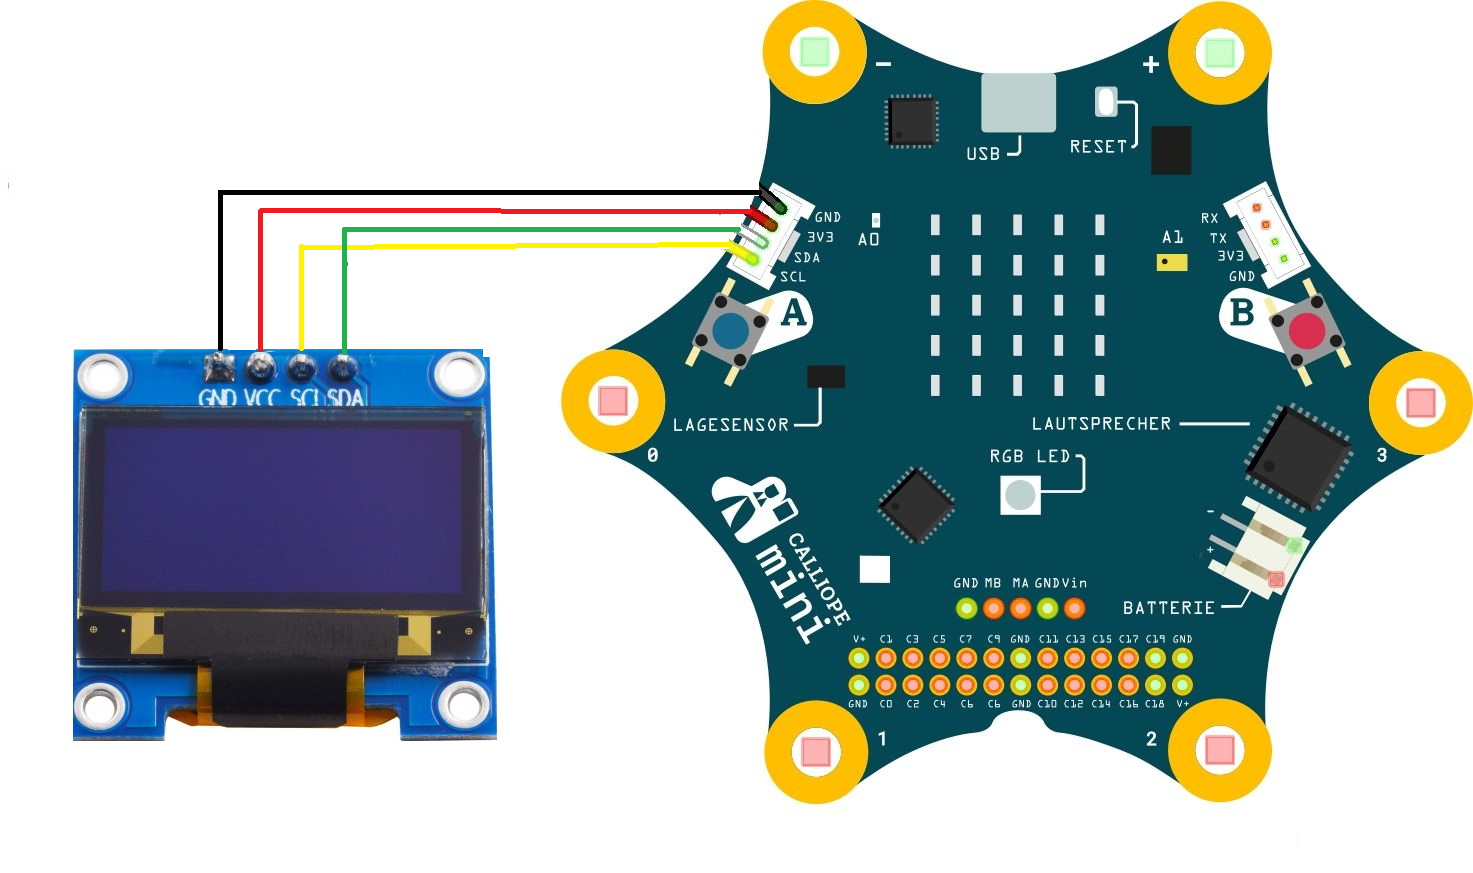 −
+
USB
RESET
GND
3V3
SDA
SCL
A0
A1
RX
TX
3V3
GND
A
B
GND VCC SCL SDA
LAGESENSOR
LAUTSPRECHER
RGB LED
0
3
CALLIOPE
mini
-
+
BATTERIE
GND MB MA GND Vin
V+ C1 C3 C5 C7 C9 GND C11 C13 C15 C17 C19 GND
GND C0 C2 C4 C6 C6 GND C10 C12 C14 C16 C18 V+
1
2